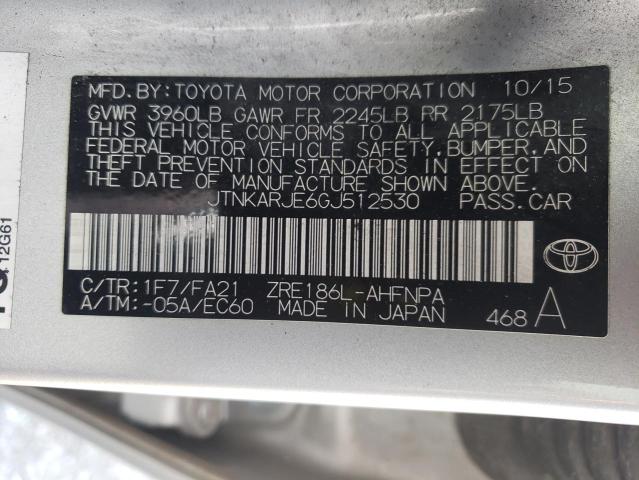 MFD.BY:TOYOTA MOTOR CORPORATION 10/15
GVWR 3960LB GAWR FR 2245LB RR 2175LB
THIS VEHICLE CONFORMS TO ALL APPLICABLE
FEDERAL MOTOR VEHICLE SAFETY,BUMPER,AND
THEFT PREVENTION STANDARDS IN EFFECT ON
THE DATE OF MANUFACTURE SHOWN ABOVE.
JTNKARJE6GJ512530 PASS.CAR
C/TR:1F7/FA21 ZRE186L-AHFNPA
A/TM:-05A/EC60 MADE IN JAPAN 468 A
TOYOTA
12G61